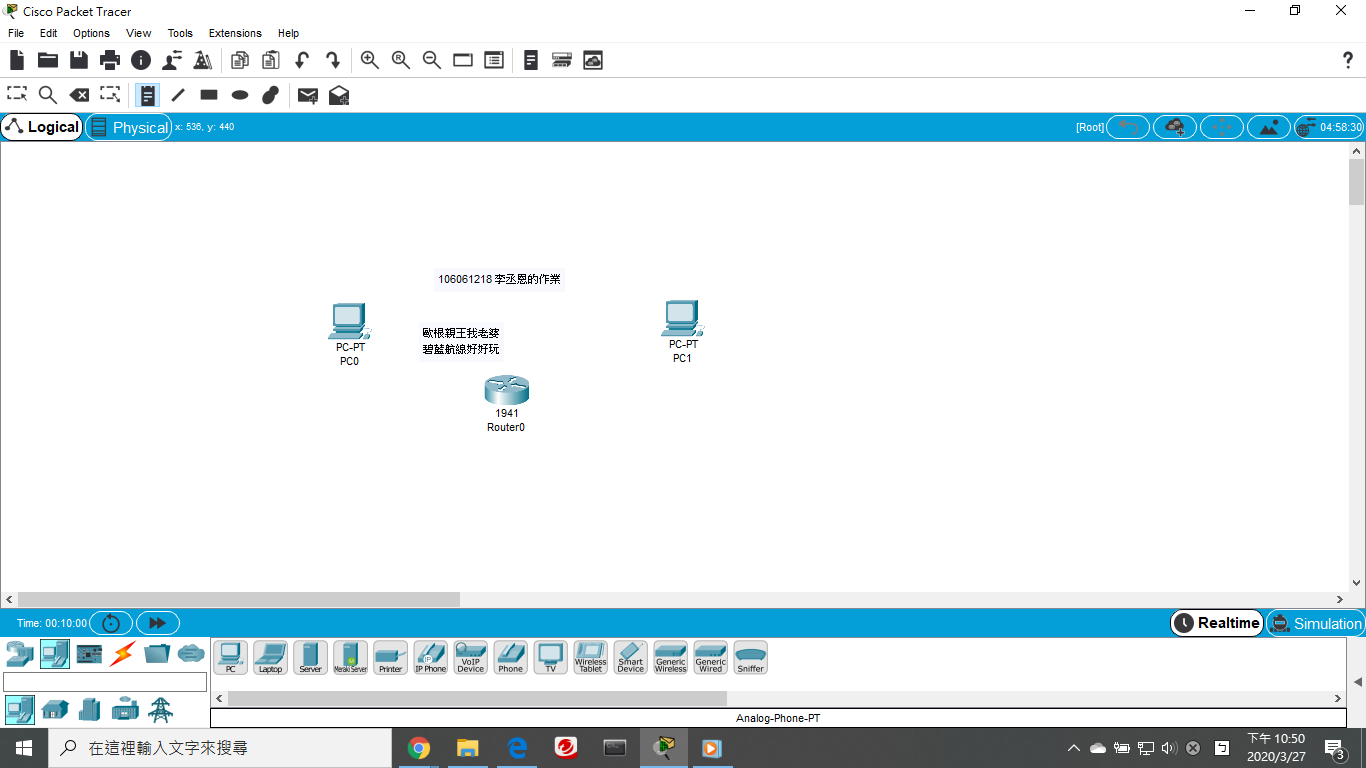 Cisco Packet Tracer
File Edit Options View Tools Extensions Help
Logical Physical x: 536, y: 440 [Root] 04:58:30
106061218 李丞恩的作業
歐根親王我老婆
碧藍航線好好玩
PC-PT
PC0
PC-PT
PC1
1941
Router0
Time: 00:10:00 Realtime Simulation
PC
Laptop
Server
Meraki Server
Printer
IP Phone
VoIP Device
Phone
TV
Wireless Tablet
Smart Device
Generic Wireless
Generic Wired
Sniffer
Analog-Phone-PT
在這裡輸入文字來搜尋
下午 10:50
2020/3/27
3